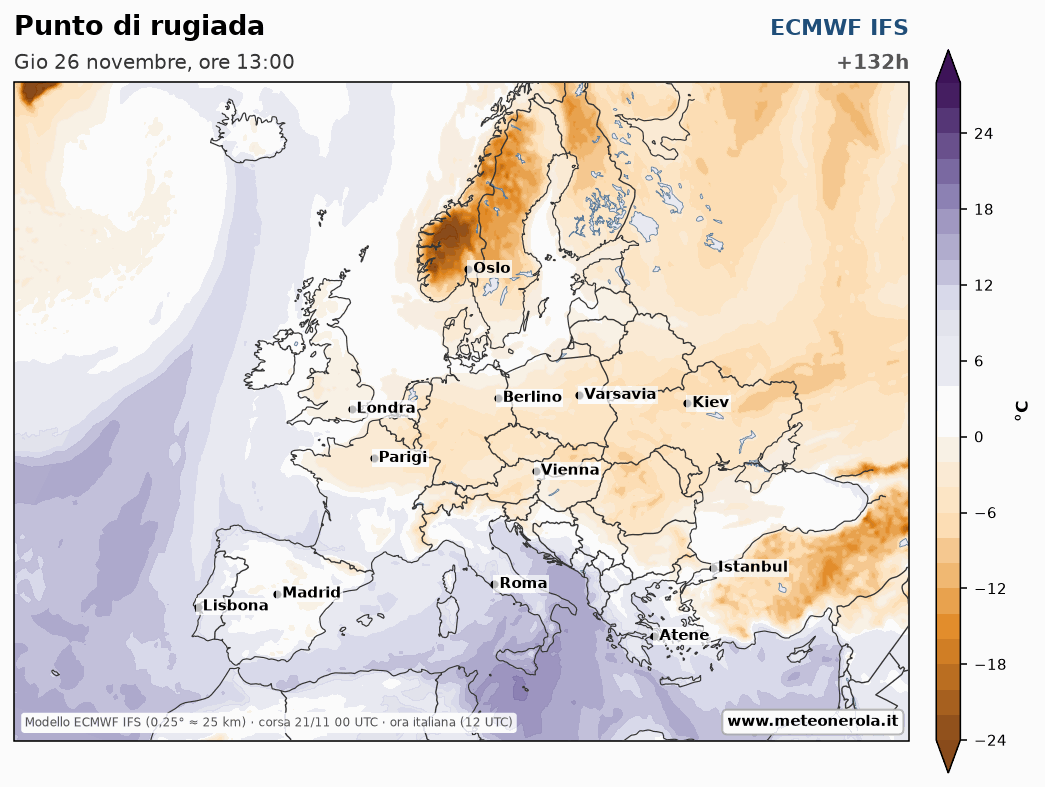 Punto di rugiada
ECMWF IFS
Gio 26 novembre, ore 13:00
+132h
Oslo
Berlino
Varsavia
Kiev
Londra
Parigi
Vienna
Istanbul
Roma
Madrid
Lisbona
Atene
Modello ECMWF IFS (0,25° ≈ 25 km) · corsa 21/11 00 UTC · ora italiana (12 UTC)
www.meteonerola.it
24
18
12
6
0
−6
−12
−18
−24
°C